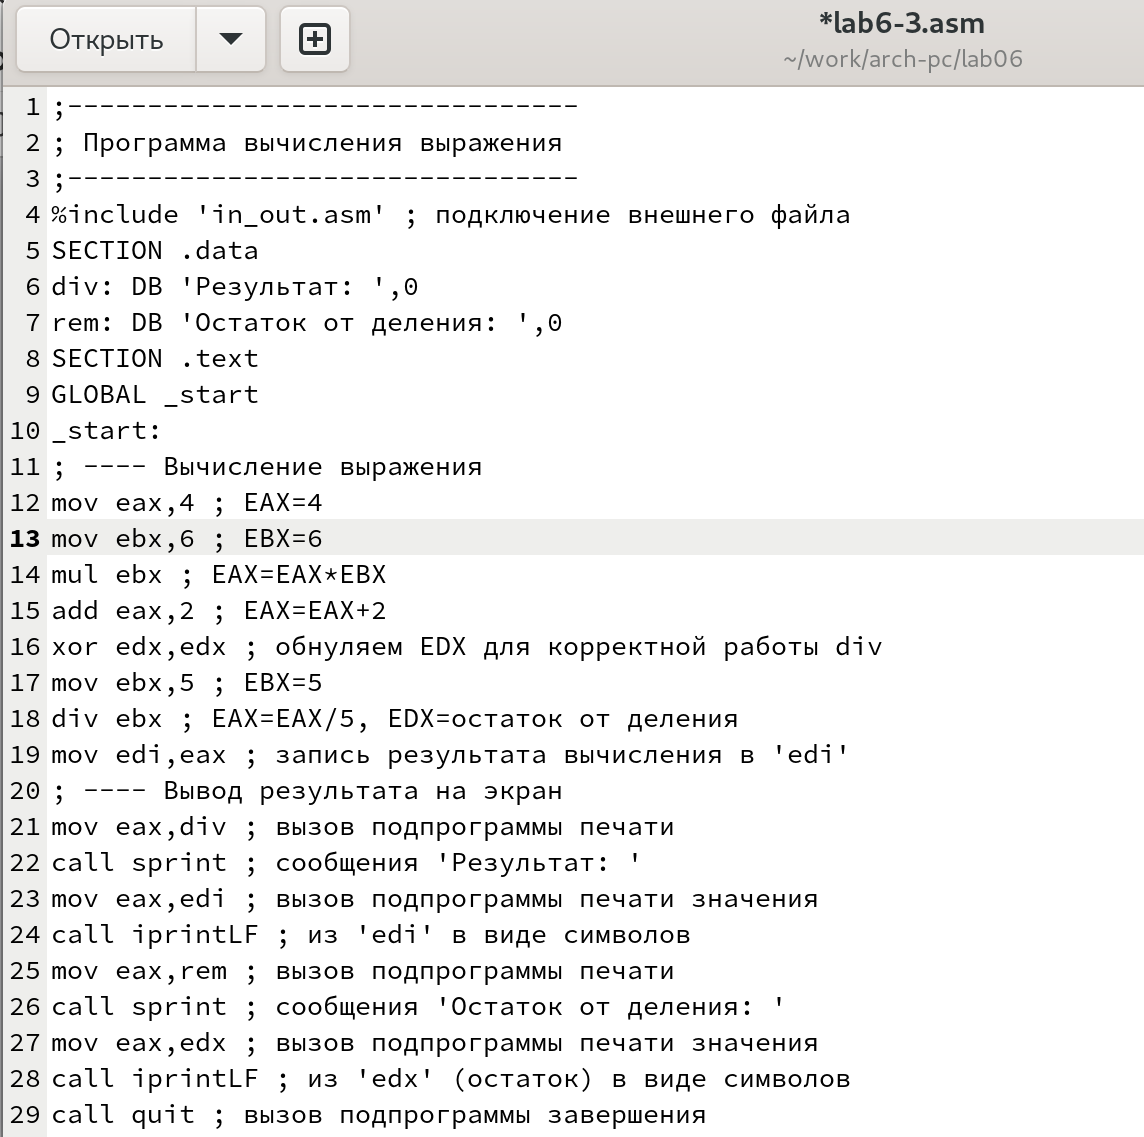 Открыть
*lab6-3.asm
~/work/arch-pc/lab06
1 ;--------------------------------
2 ; Программа вычисления выражения
3 ;--------------------------------
4 %include 'in_out.asm' ; подключение внешнего файла
5 SECTION .data
6 div: DB 'Результат: ',0
7 rem: DB 'Остаток от деления: ',0
8 SECTION .text
9 GLOBAL _start
10 _start:
11 ; ---- Вычисление выражения
12 mov eax,4 ; EAX=4
13 mov ebx,6 ; EBX=6
14 mul ebx ; EAX=EAX*EBX
15 add eax,2 ; EAX=EAX+2
16 xor edx,edx ; обнуляем EDX для корректной работы div
17 mov ebx,5 ; EBX=5
18 div ebx ; EAX=EAX/5, EDX=остаток от деления
19 mov edi,eax ; запись результата вычисления в 'edi'
20 ; ---- Вывод результата на экран
21 mov eax,div ; вызов подпрограммы печати
22 call sprint ; сообщения 'Результат: '
23 mov eax,edi ; вызов подпрограммы печати значения
24 call iprintLF ; из 'edi' в виде символов
25 mov eax,rem ; вызов подпрограммы печати
26 call sprint ; сообщения 'Остаток от деления: '
27 mov eax,edx ; вызов подпрограммы печати значения
28 call iprintLF ; из 'edx' (остаток) в виде символов
29 call quit ; вызов подпрограммы завершения